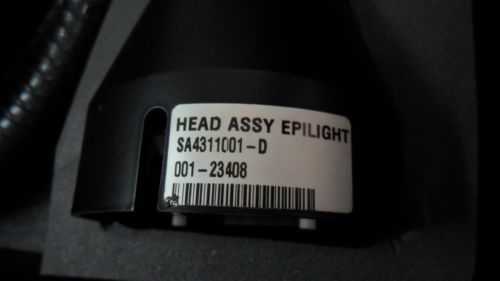 HEAD ASSY EPILIGHT
SA4311001-D
001-23408